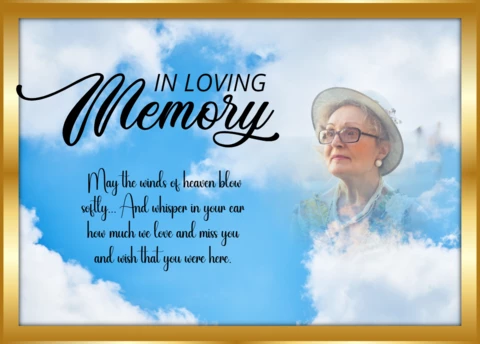 IN LOVING
Memory
May the winds of heaven blow
softly... And whisper in your ear
how much we love and miss you
and wish that you were here.